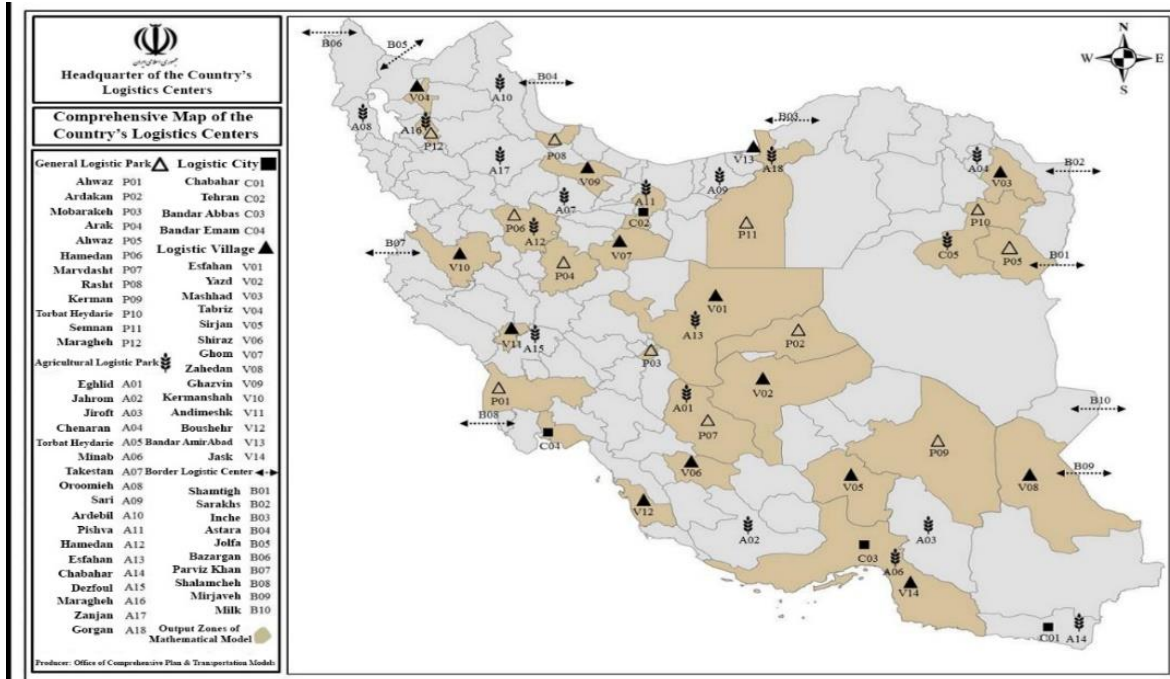 جمهوری اسلامی ایران
Headquarter of the Country's
Logistics Centers
Comprehensive Map of the
Country's Logistics Centers
General Logistic Park
Ahwaz P01
Ardakan P02
Mobarakeh P03
Arak P04
Ahwaz P05
Hamedan P06
Marvdasht P07
Rasht P08
Kerman P09
Torbat Heydarie P10
Semnan P11
Maragheh P12
Agricultural Logistic Park
Eghlid A01
Jahrom A02
Jiroft A03
Chenaran A04
Torbat Heydarie A05
Minab A06
Takestan A07
Oroomieh A08
Sari A09
Ardebil A10
Pishva A11
Hamedan A12
Esfahan A13
Chabahar A14
Dezfoul A15
Maragheh A16
Zanjan A17
Gorgan A18
Logistic City
Chabahar C01
Tehran C02
Bandar Abbas C03
Bandar Emam C04
Logistic Village
Esfahan V01
Yazd V02
Mashhad V03
Tabriz V04
Sirjan V05
Shiraz V06
Ghom V07
Zahedan V08
Ghazvin V09
Kermanshah V10
Andimeshk V11
Boushehr V12
Bandar AmirAbad V13
Jask V14
Border Logistic Center
Shamtigh B01
Sarakhs B02
Inche B03
Astara B04
Jolfa B05
Bazargan B06
Parviz Khan B07
Shalamcheh B08
Mirjaveh B09
Milk B10
Output Zones of
Mathematical Model
Producer: Office of Comprehensive Plan & Transportation Models
N
W
E
S
B06
B05
B04
V04
A10
A08
A16
P12
B03
P08
V13
A18
A17
A04
B02
V03
V09
A09
A07
A11
C02
P10
P06
A12
P11
B07
V10
V07
C05
P05
B01
P04
V01
A13
P02
V11
A15
P03
V02
P01
A01
B08
P07
B10
C04
P09
V06
V05
B09
V08
V12
A02
A03
C03
A06
V14
C01
A14